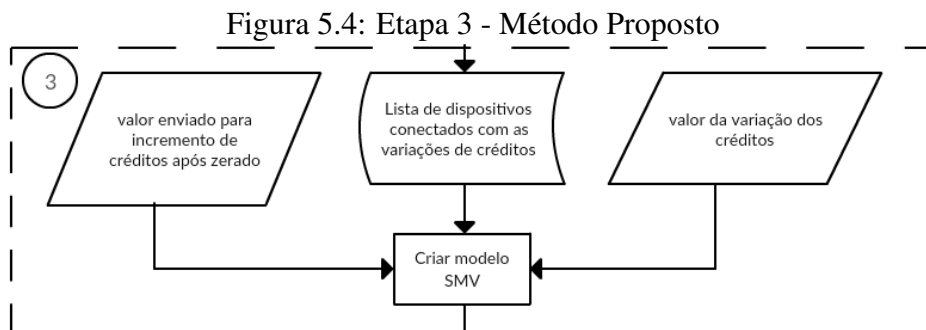 Figura 5.4: Etapa 3 - Método Proposto
3
valor enviado para
incremento de
créditos após zerado
Lista de dispositivos
conectados com as
variações de créditos
valor da variação dos
créditos
Criar modelo
SMV